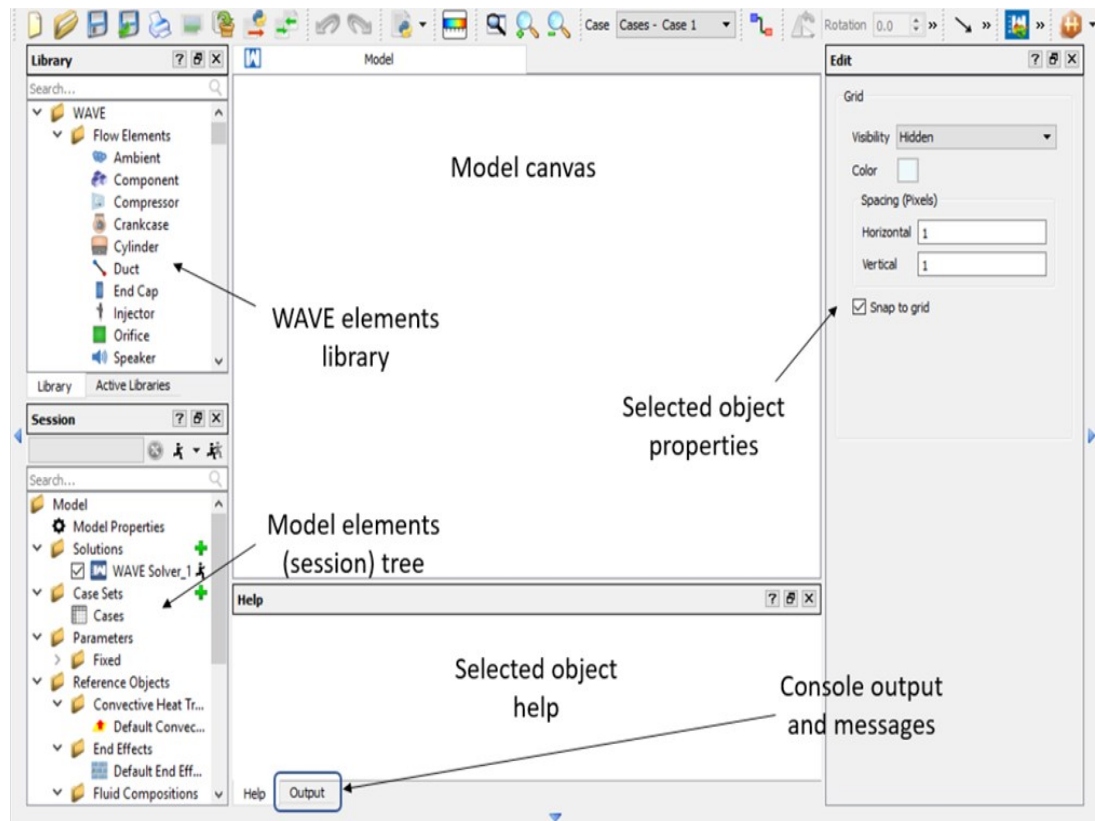 Case Cases - Case 1 Rotation 0.0 » » »
Library
Search...
WAVE
Flow Elements
Ambient
Component
Compressor
Crankcase
Cylinder
Duct
End Cap
Injector
Orifice
Speaker
Library Active Libraries
Session
Search...
Model
Model Properties
Solutions
WAVE Solver_1
Case Sets
Cases
Parameters
Fixed
Reference Objects
Convective Heat Tr...
Default Convec...
End Effects
Default End Eff...
Fluid Compositions
Model
Model canvas
WAVE elements
library
Model elements
(session) tree
Selected object
properties
Help
Selected object
help
Console output
and messages
Help Output
Edit
Grid
Visibility Hidden
Color
Spacing (Pixels)
Horizontal 1
Vertical 1
Snap to grid